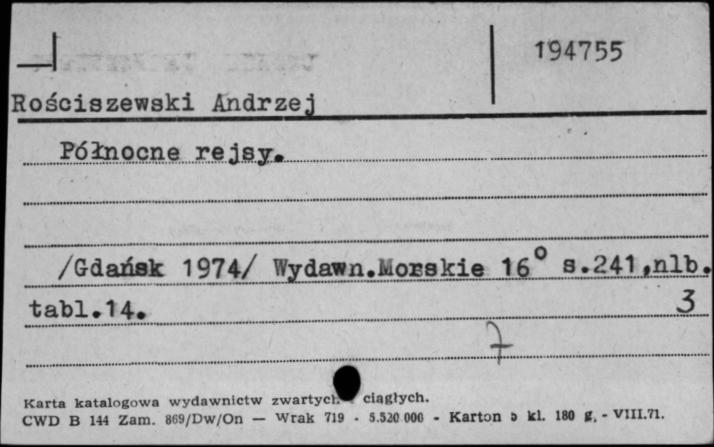 194755
Rościszewski Andrzej
Północne rejsy.
/Gdańsk 1974/ Wydawn.Morskie 16° s.241,nlb.
tabl.14. 3
7
Karta katalogowa wydawnictw zwartych ciągłych.
CWD B 144 Zam. 869/Dw/On — Wrak 719 - 5.520 000 - Karton kl. 180 g, - VIII.71.